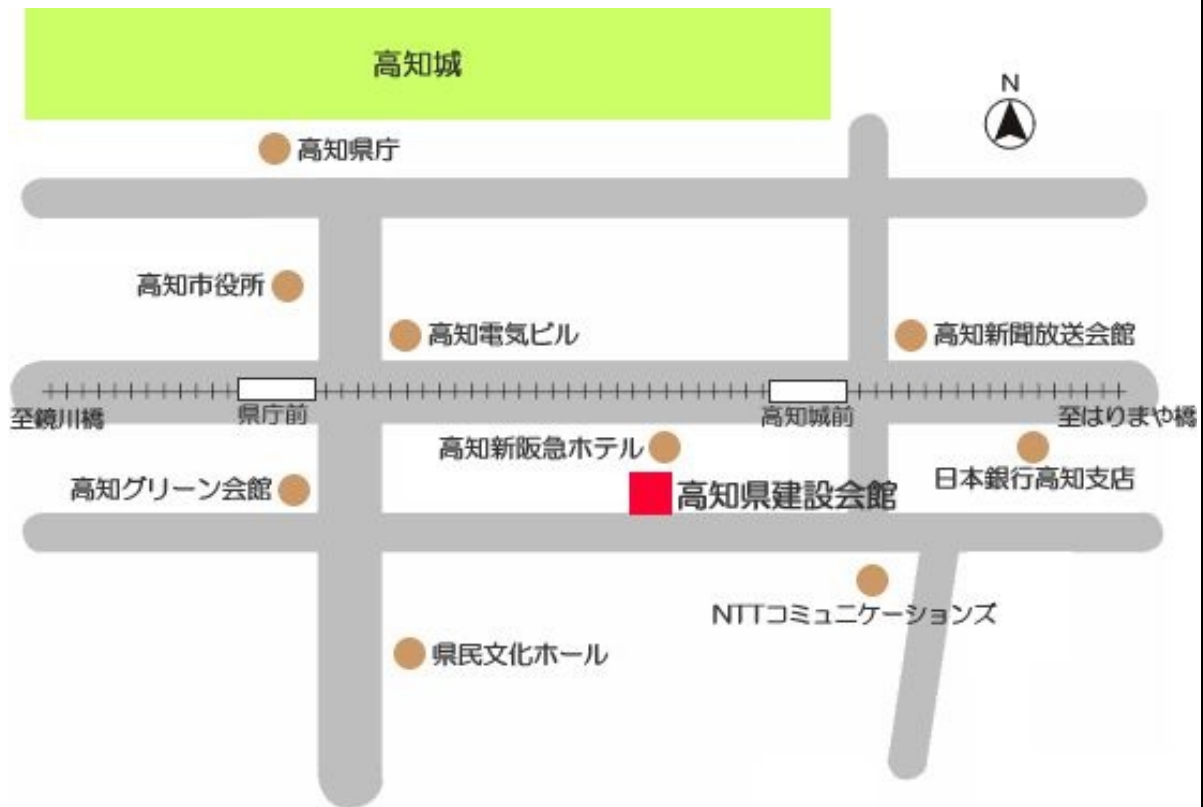 高知城
N
高知県庁
高知市役所
高知電気ビル
高知新聞放送会館
至鏡川橋
県庁前
高知城前
至はりまや橋
高知新阪急ホテル
日本銀行高知支店
高知グリーン会館
高知県建設会館
NTTコミュニケーションズ
県民文化ホール